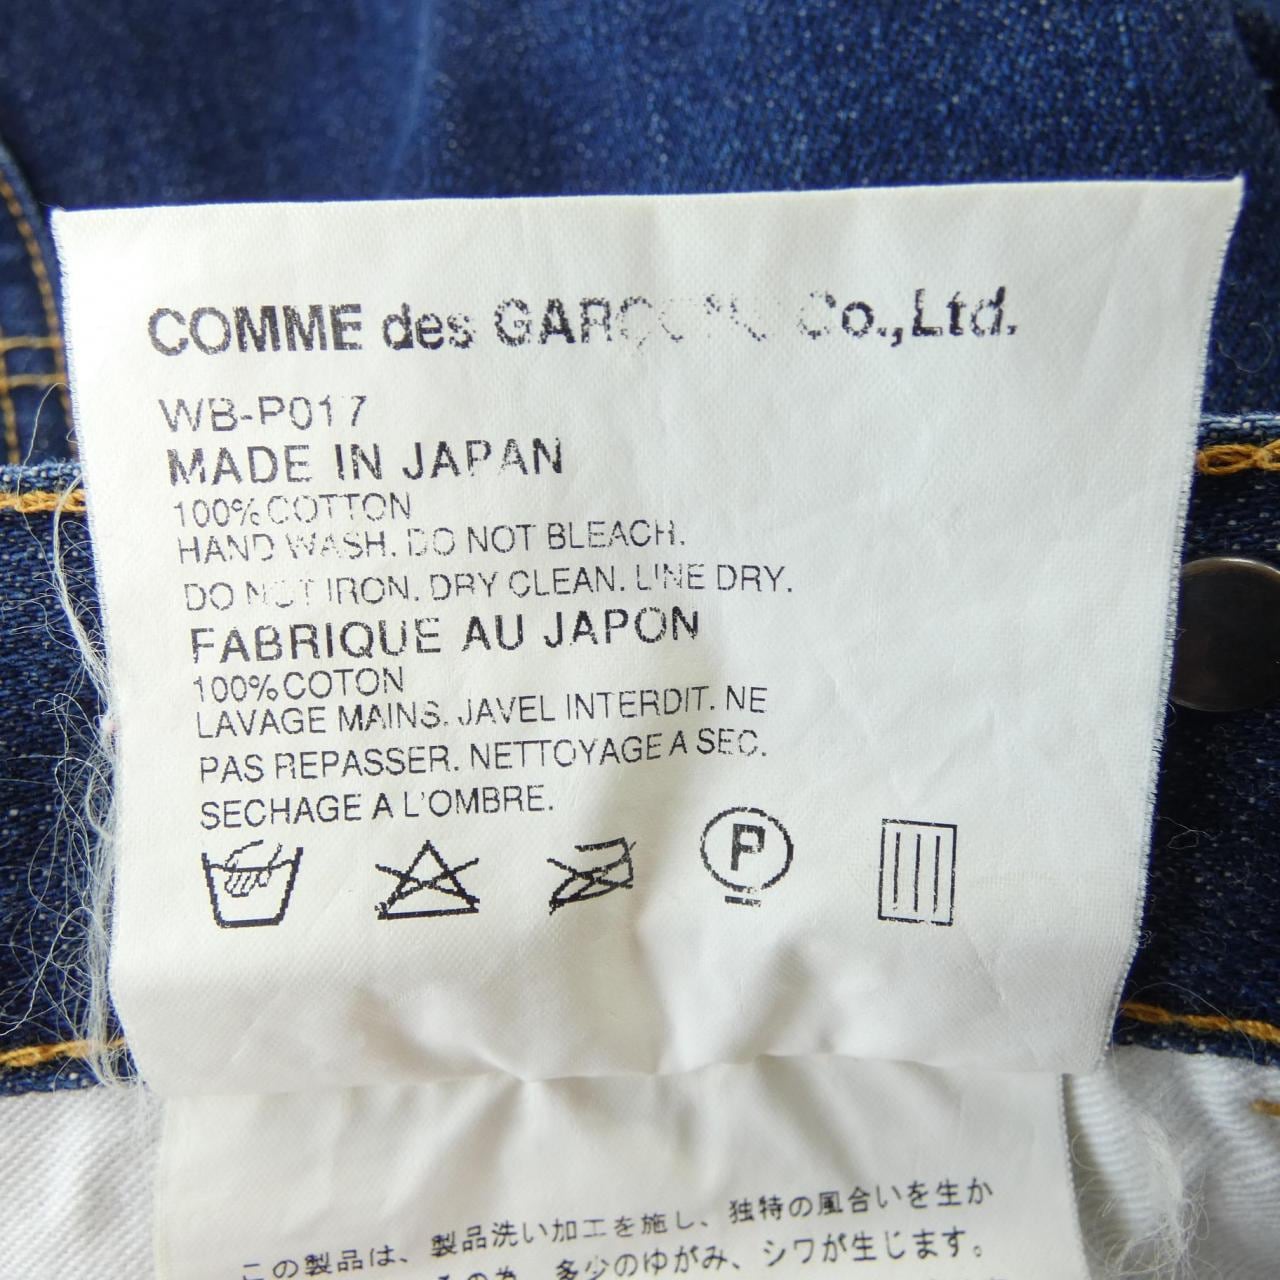 COMME des GARÇONS Co.,Ltd.
WB-P017
MADE IN JAPAN
100% COTTON
HAND WASH. DO NOT BLEACH.
DO NOT IRON. DRY CLEAN. LINE DRY.
FABRIQUE AU JAPON
100% COTON
LAVAGE MAINS. JAVEL INTERDIT. NE
PAS REPASSER. NETTOYAGE A SEC.
SECHAGE A L'OMBRE.
P
この製品は、製品洗い加工を施し、独特の風合いを生か
の為、多少のゆがみ、シワが生じます。